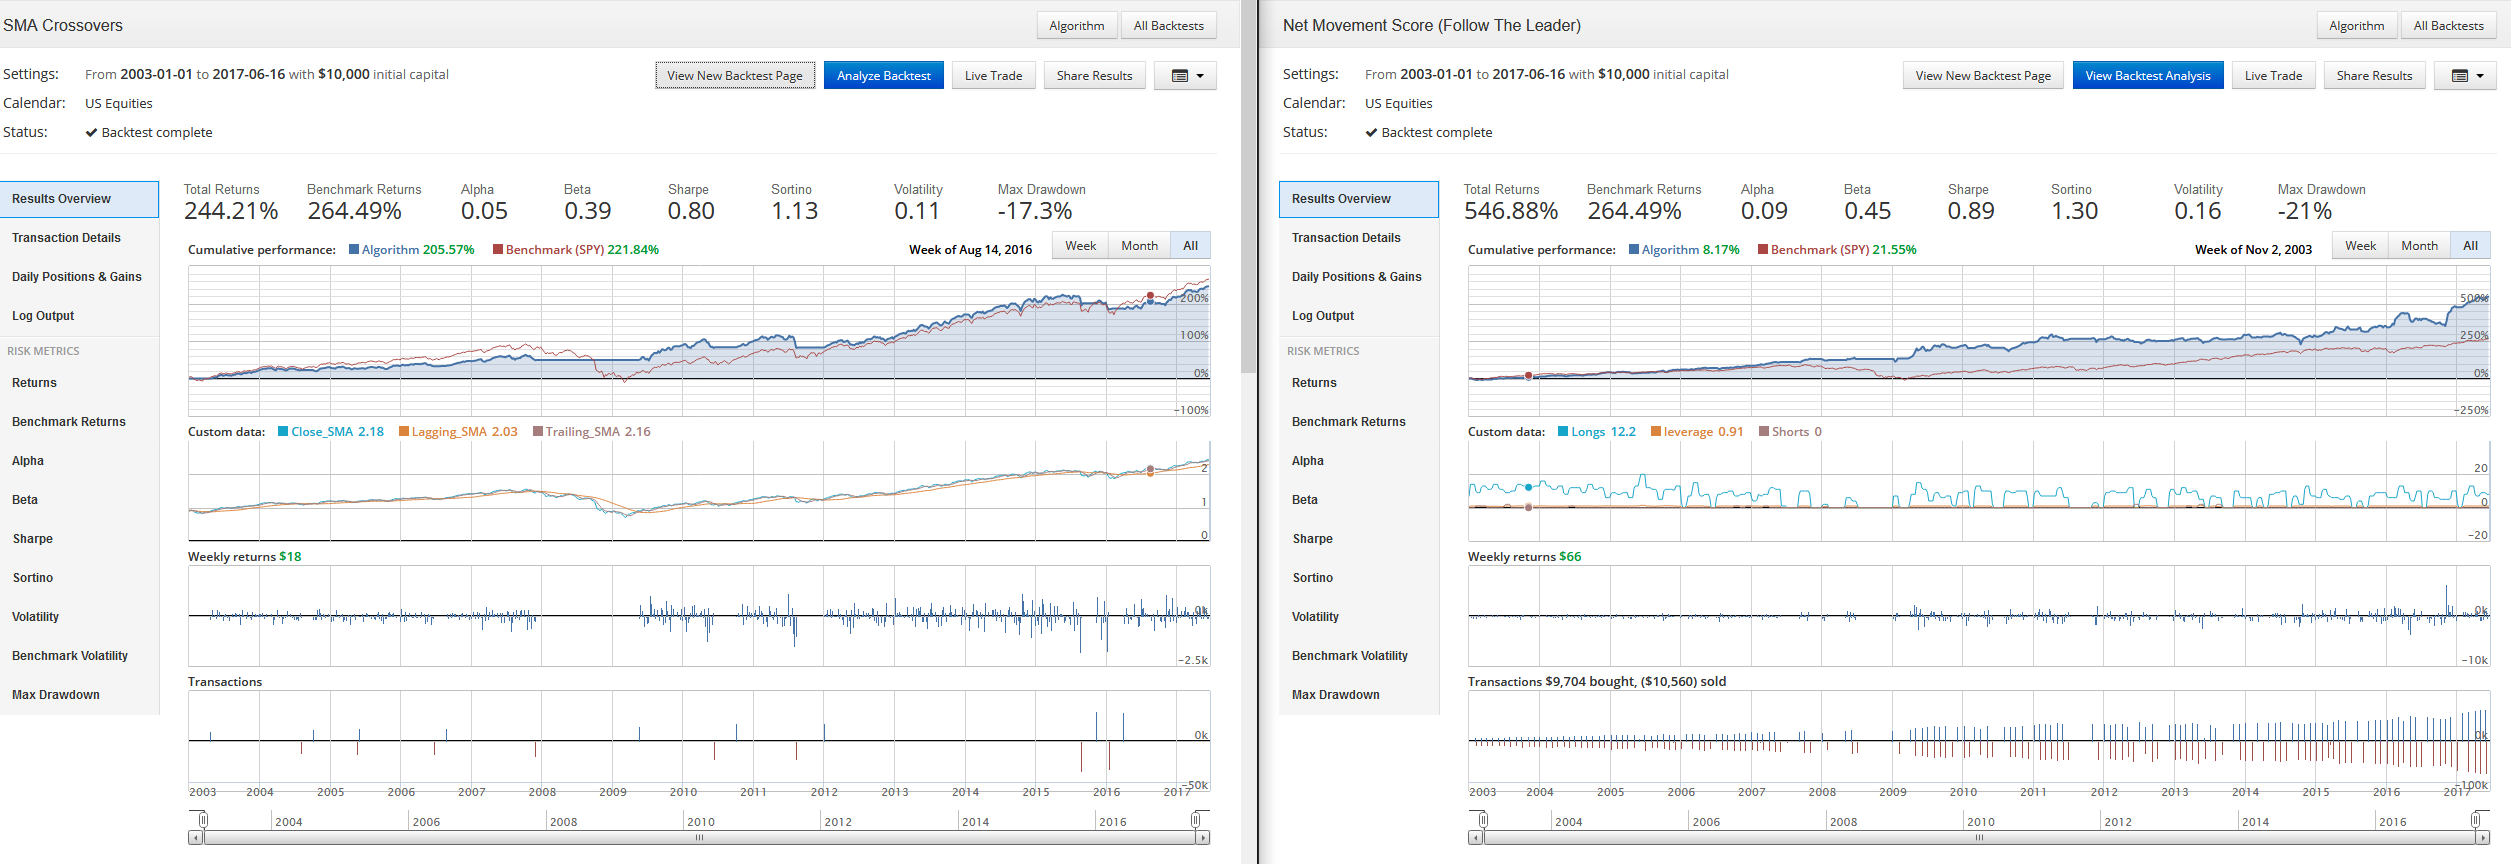 SMA Crossovers
Algorithm All Backtests
Settings: From 2003-01-01 to 2017-06-16 with $10,000 initial capital
View New Backtest Page Analyze Backtest Live Trade Share Results
Calendar: US Equities
Status: Backtest complete
Results Overview
Transaction Details
Daily Positions & Gains
Log Output
RISK METRICS
Returns
Benchmark Returns
Alpha
Beta
Sharpe
Sortino
Volatility
Benchmark Volatility
Max Drawdown
Total Returns Benchmark Returns Alpha Beta Sharpe Sortino Volatility Max Drawdown
244.21% 264.49% 0.05 0.39 0.80 1.13 0.11 -17.3%
Cumulative performance: Algorithm 205.57% Benchmark (SPY) 221.84% Week of Aug 14, 2016 Week Month All
200%
100%
0%
-100%
Custom data: Close_SMA 2.18 Lagging_SMA 2.03 Trailing_SMA 2.16
2
1
0
Weekly returns $18
0k
-2.5k
Transactions
0k
-50k
2003 2004 2005 2006 2007 2008 2009 2010 2011 2012 2013 2014 2015 2016 2017
2004 2006 2008 2010 2012 2014 2016
Net Movement Score (Follow The Leader)
Algorithm All Backtests
Settings: From 2003-01-01 to 2017-06-16 with $10,000 initial capital
View New Backtest Page View Backtest Analysis Live Trade Share Results
Calendar: US Equities
Status: Backtest complete
Results Overview
Transaction Details
Daily Positions & Gains
Log Output
RISK METRICS
Returns
Benchmark Returns
Alpha
Beta
Sharpe
Sortino
Volatility
Benchmark Volatility
Max Drawdown
Total Returns Benchmark Returns Alpha Beta Sharpe Sortino Volatility Max Drawdown
546.88% 264.49% 0.09 0.45 0.89 1.30 0.16 -21%
Cumulative performance: Algorithm 8.17% Benchmark (SPY) 21.55% Week of Nov 2, 2003 Week Month All
500%
250%
0%
-250%
Custom data: Longs 12.2 leverage 0.91 Shorts 0
20
0
-20
Weekly returns $66
0k
-10k
Transactions $9,704 bought, ($10,560) sold
0k
-100k
2003 2004 2005 2006 2007 2008 2009 2010 2011 2012 2013 2014 2015 2016 2017
2004 2006 2008 2010 2012 2014 2016